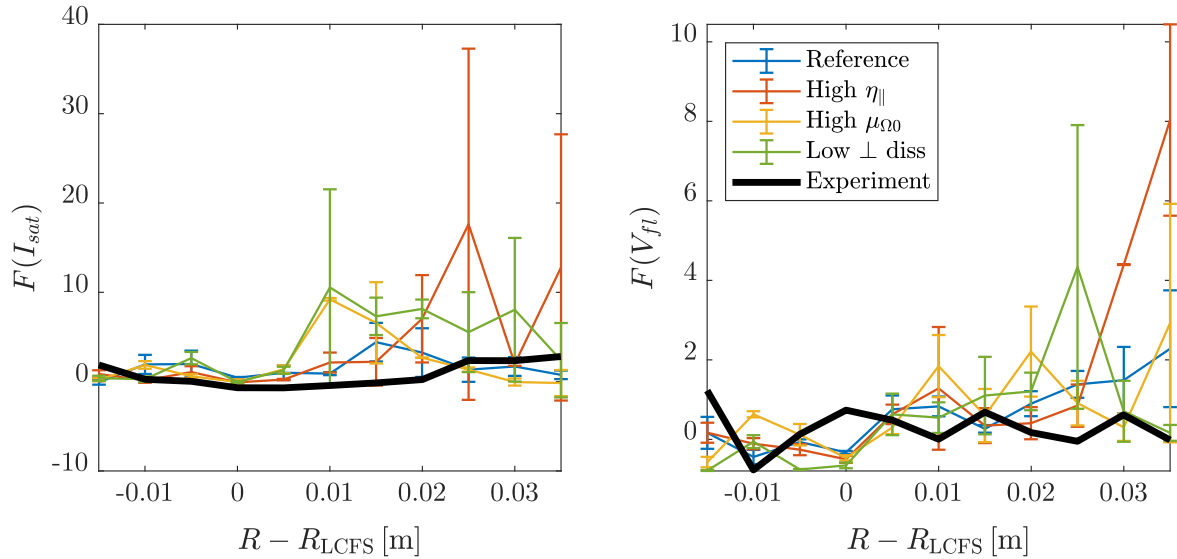 40
30
20
10
0
-10
F(I_sat)
-0.01 0 0.01 0.02 0.03
R − R_LCFS [m]
10
8
6
4
2
0
F(V_fl)
Reference
High η_∥
High μ_Ω0
Low ⊥ diss
Experiment
-0.01 0 0.01 0.02 0.03
R − R_LCFS [m]